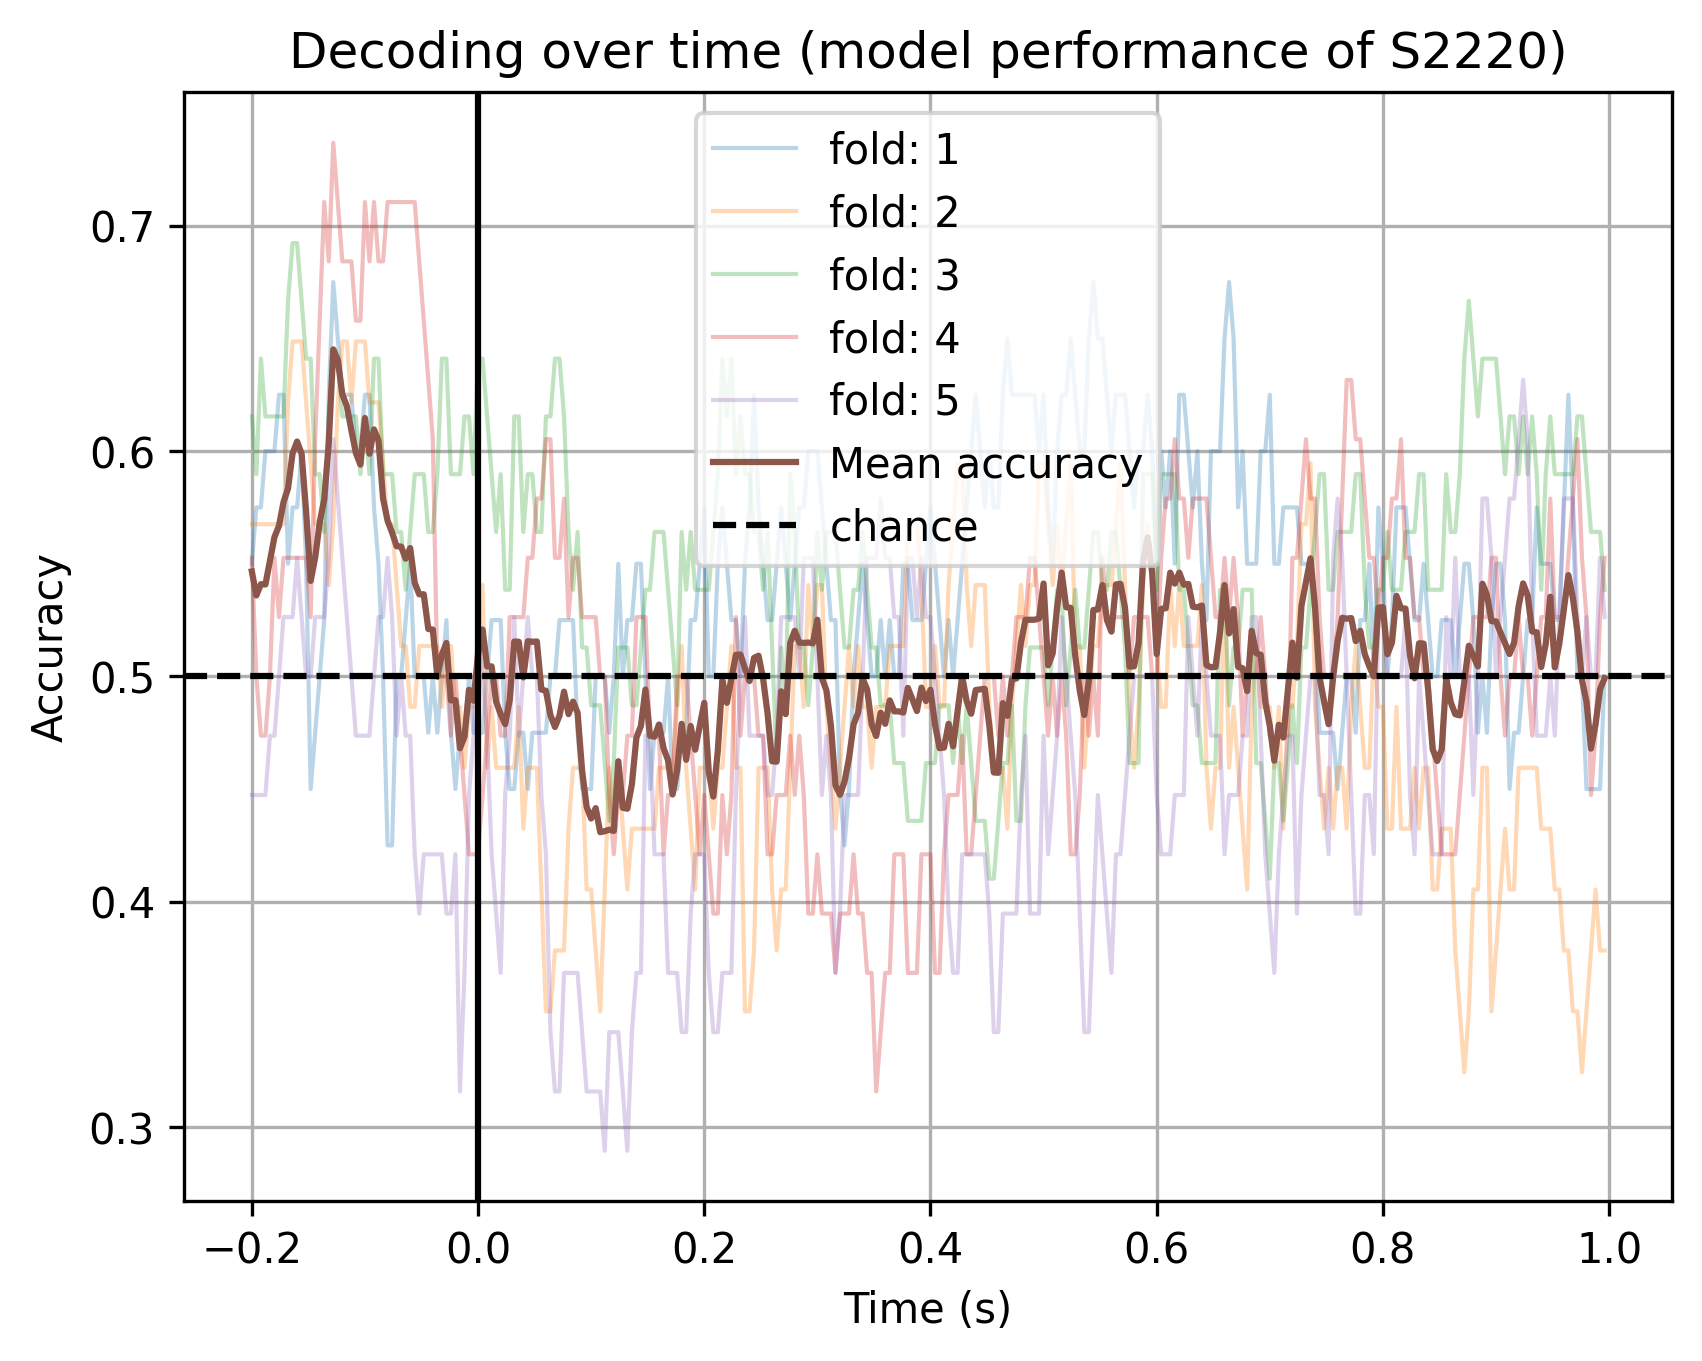 Decoding over time (model performance of S2220)
fold: 1
fold: 2
fold: 3
fold: 4
fold: 5
Mean accuracy
chance
Accuracy
0.7
0.6
0.5
0.4
0.3
−0.2 0.0 0.2 0.4 0.6 0.8 1.0
Time (s)